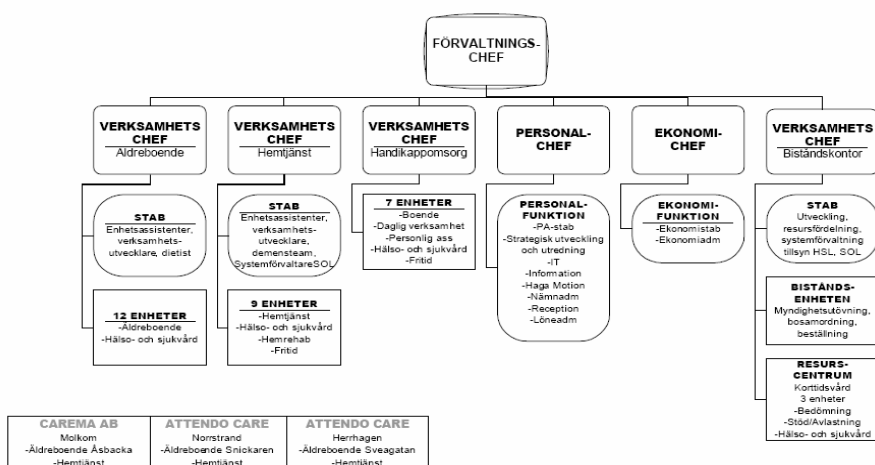 FÖRVALTNINGS-
CHEF
VERKSAMHETS
CHEF
Äldreboende
VERKSAMHETS
CHEF
Hemtjänst
VERKSAMHETS
CHEF
Handikappomsorg
PERSONAL-
CHEF
EKONOMI-
CHEF
VERKSAMHETS
CHEF
Biståndskontor
STAB
Enhetsassistenter,
verksamhets-
utvecklare, dietist
12 ENHETER
-Äldreboende
-Hälso- och sjukvård
STAB
Enhetsassistenter,
verksamhets-
utvecklare,
demensteam,
SystemförvaltareSOL
9 ENHETER
-Hemtjänst
-Hälso- och sjukvård
-Hemrehab
-Fritid
7 ENHETER
-Boende
-Daglig verksamhet
-Personlig ass
-Hälso- och sjukvård
-Fritid
PERSONAL-
FUNKTION
-PA-stab
-Strategisk utveckling
och utredning
-IT
-Information
-Haga Motion
-Nämndadm
-Reception
-Löneadm
EKONOMI-
FUNKTION
-Ekonomistab
-Ekonomiadm
STAB
Utveckling,
resursfördelning,
systemförvaltning
tillsyn HSL, SOL
BISTÅNDS-
ENHETEN
Myndighetsutövning,
bosamordning,
beställning
RESURS-
CENTRUM
Korttidsvård
3 enheter
-Bedömning
-Stöd/Avlastning
-Hälso- och sjukvård
CAREMA AB
Molkom
-Äldreboende Åsbacka
-Hemtjänst
ATTENDO CARE
Norrstrand
-Äldreboende Snickaren
-Hemtjänst
ATTENDO CARE
Herrhagen
-Äldreboende Sveagatan
-Hemtjänst